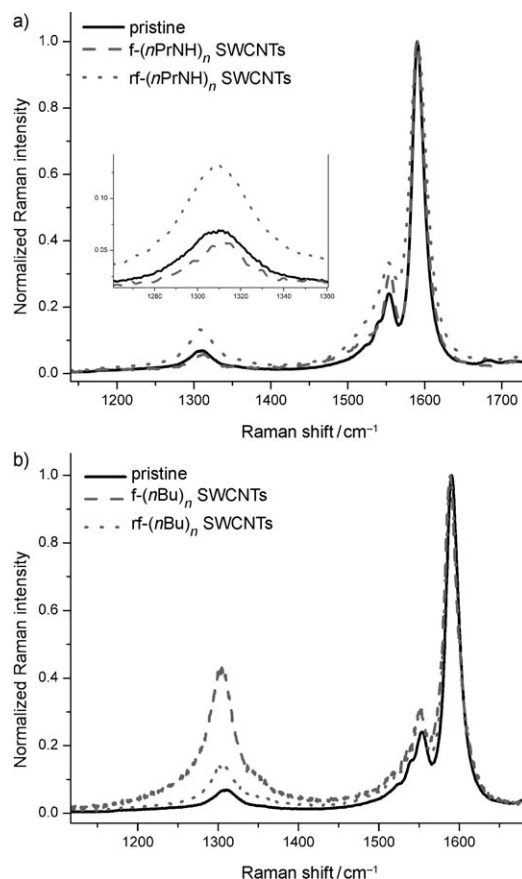 a)
pristine
f-(nPrNH)n SWCNTs
rf-(nPrNH)n SWCNTs
Normalized Raman intensity
1.0
0.8
0.6
0.4
0.2
0.0
0.10
0.05
1280 1300 1320 1340 1360
1200 1300 1400 1500 1600 1700
Raman shift / cm⁻¹
b)
pristine
f-(nBu)n SWCNTs
rf-(nBu)n SWCNTs
Normalized Raman intensity
1.0
0.8
0.6
0.4
0.2
0.0
1200 1300 1400 1500 1600
Raman shift / cm⁻¹